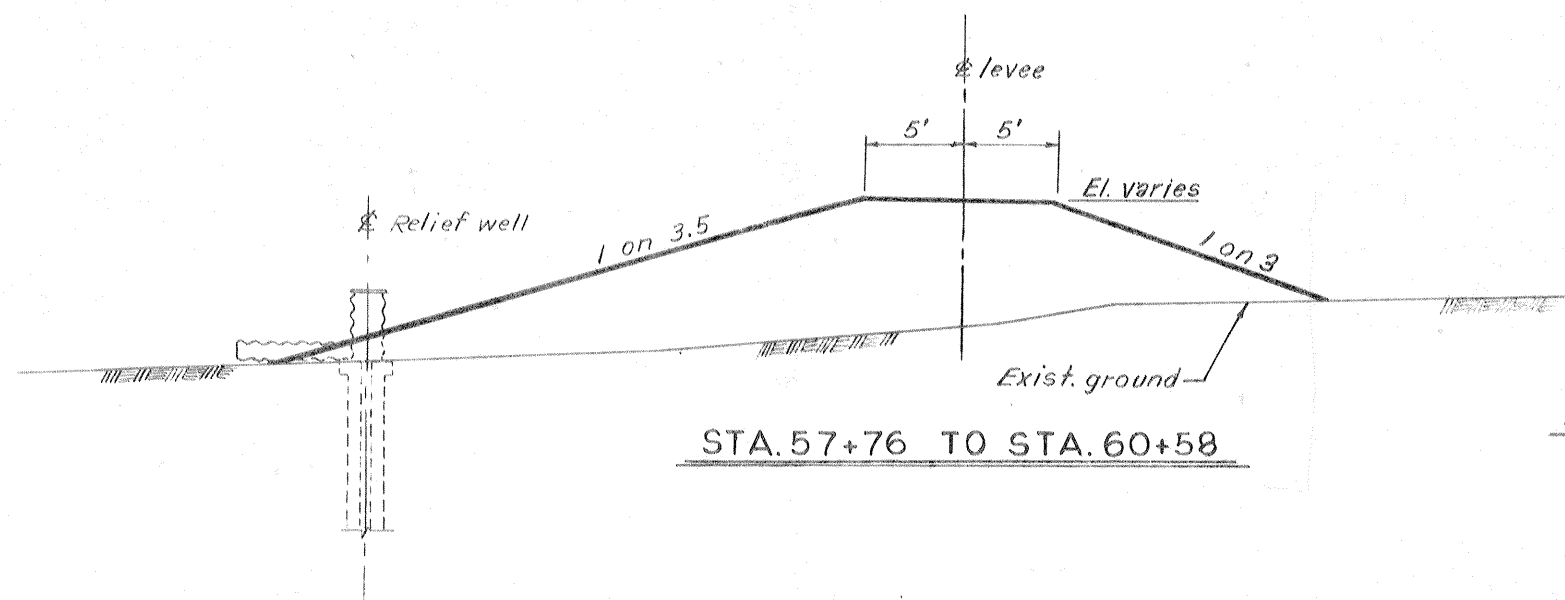 ℄ levee
5' 5'
El. varies
℄ Relief well
1 on 3.5
1 on 3
Exist. ground
STA. 57+76 TO STA. 60+58